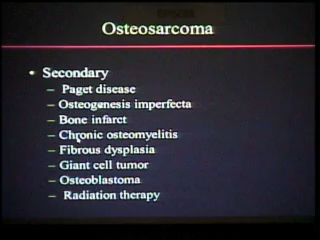 Osteosarcoma
• Secondary
– Paget disease
– Osteogenesis imperfecta
– Bone infarct
– Chronic osteomyelitis
– Fibrous dysplasia
– Giant cell tumor
– Osteoblastoma
– Radiation therapy